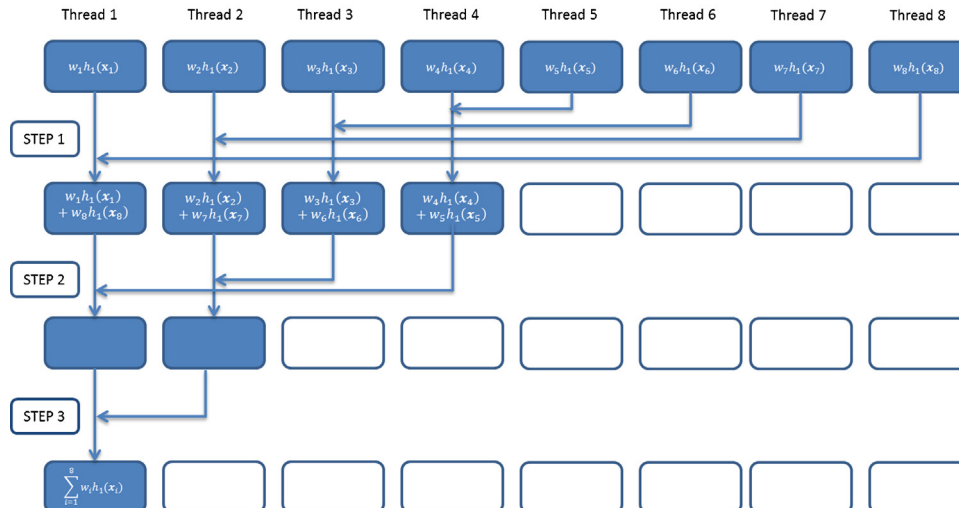 Thread 1 Thread 2 Thread 3 Thread 4 Thread 5 Thread 6 Thread 7 Thread 8
w₁h₁(𝐱₁) w₂h₁(𝒙₂) w₃h₁(𝒙₃) w₄h₁(𝒙₄) w₅h₁(𝒙₅) w₆h₁(𝒙₆) w₇h₁(𝒙₇) w₈h₁(𝒙₈)
STEP 1
w₁h₁(𝒙₁) w₂h₁(𝒙₂) w₃h₁(𝒙₃) w₄h₁(𝒙₄)
+ w₈h₁(𝒙₈) + w₇h₁(𝒙₇) + w₆h₁(𝒙₆) + w₅h₁(𝒙₅)
STEP 2
STEP 3
8
∑ wᵢh₁(𝒙ᵢ)
i=1